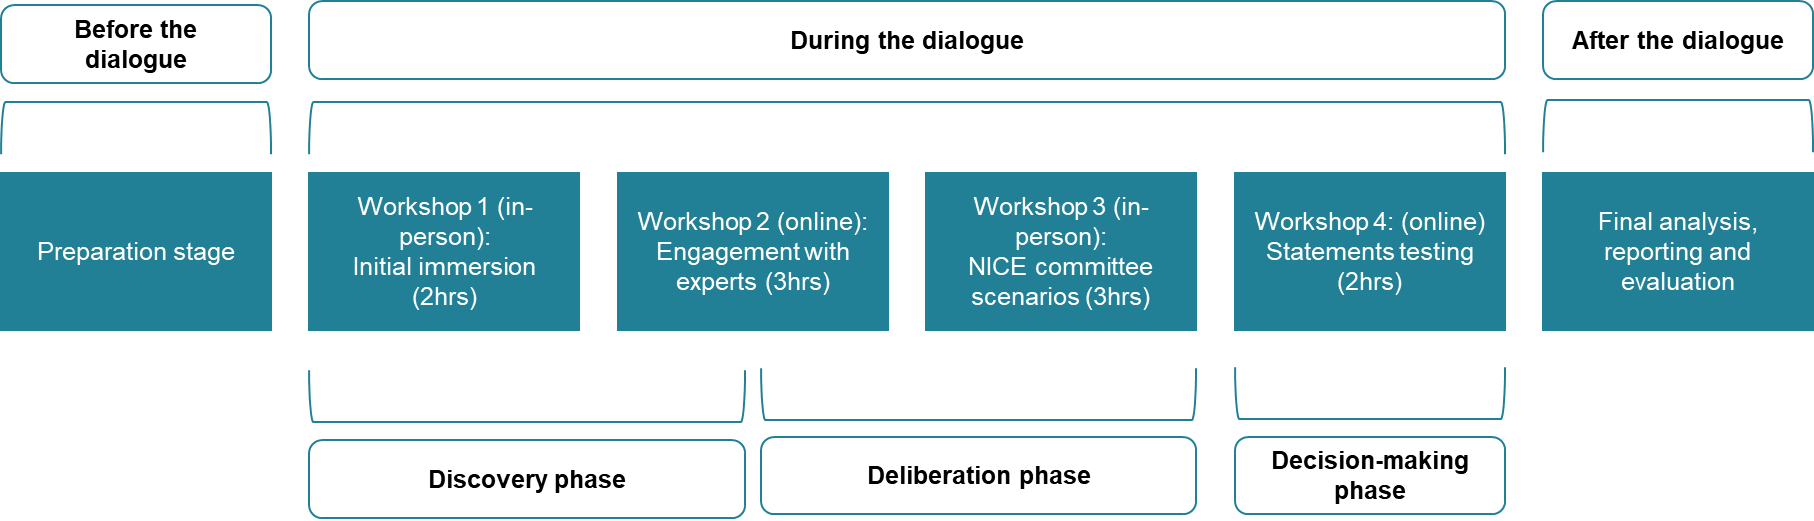 Before the
dialogue
During the dialogue
After the dialogue
Preparation stage
Workshop 1 (in-
person):
Initial immersion
(2hrs)
Workshop 2 (online):
Engagement with
experts (3hrs)
Workshop 3 (in-
person):
NICE committee
scenarios (3hrs)
Workshop 4: (online)
Statements testing
(2hrs)
Final analysis,
reporting and
evaluation
Discovery phase
Deliberation phase
Decision-making
phase